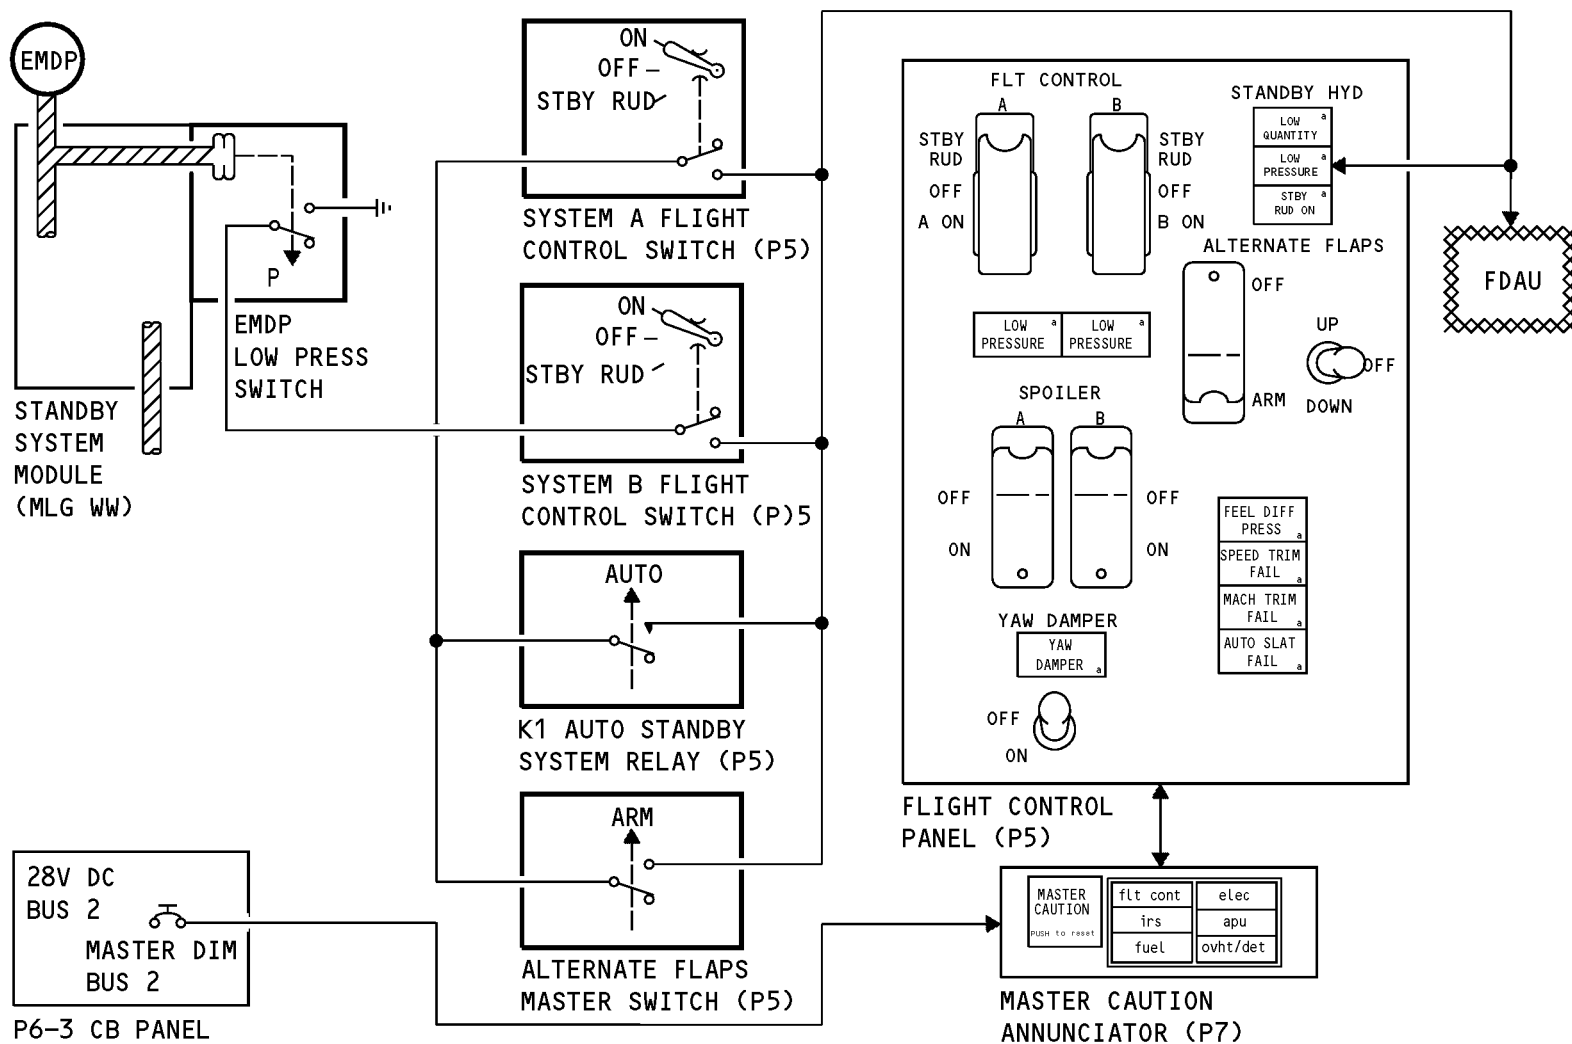 EMDP
P
EMDP
LOW PRESS
SWITCH
STANDBY
SYSTEM
MODULE
(MLG WW)
28V DC
BUS 2
MASTER DIM
BUS 2
P6-3 CB PANEL
ON
OFF
STBY RUD
SYSTEM A FLIGHT
CONTROL SWITCH (P5)
ON
OFF
STBY RUD
SYSTEM B FLIGHT
CONTROL SWITCH (P)5
AUTO
K1 AUTO STANDBY
SYSTEM RELAY (P5)
ARM
ALTERNATE FLAPS
MASTER SWITCH (P5)
FLT CONTROL
A
B
STBY
RUD
OFF
A ON
STBY
RUD
OFF
B ON
STANDBY HYD
LOW a
QUANTITY
LOW a
PRESSURE
STBY a
RUD ON
ALTERNATE FLAPS
OFF
ARM
UP
OFF
DOWN
LOW a
PRESSURE
LOW a
PRESSURE
SPOILER
A
B
OFF
ON
OFF
ON
FEEL DIFF
PRESS a
SPEED TRIM
FAIL a
MACH TRIM
FAIL a
AUTO SLAT
FAIL a
YAW DAMPER
YAW
DAMPER a
OFF
ON
FLIGHT CONTROL
PANEL (P5)
FDAU
MASTER
CAUTION
PUSH to reset
flt cont
irs
fuel
elec
apu
ovht/det
MASTER CAUTION
ANNUNCIATOR (P7)